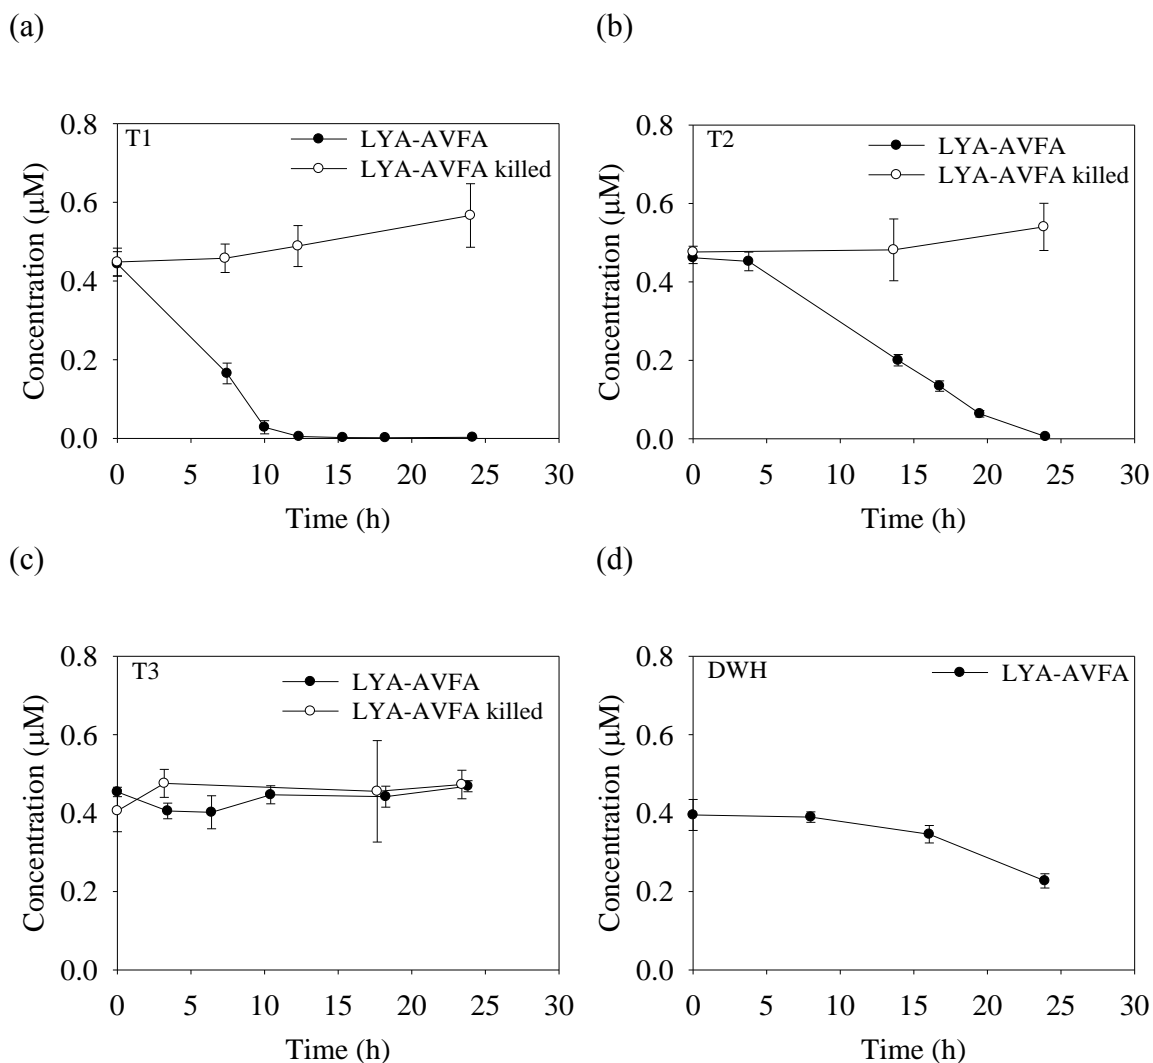 (a)
T1
LYA-AVFA
LYA-AVFA killed
Concentration (µM)
0.8
0.6
0.4
0.2
0.0
0 5 10 15 20 25 30
Time (h)
(b)
T2
LYA-AVFA
LYA-AVFA killed
Concentration (µM)
0.8
0.6
0.4
0.2
0.0
0 5 10 15 20 25 30
Time (h)
(c)
T3
LYA-AVFA
LYA-AVFA killed
Concentration (µM)
0.8
0.6
0.4
0.2
0.0
0 5 10 15 20 25 30
Time (h)
(d)
DWH
LYA-AVFA
Concentration (µM)
0.8
0.6
0.4
0.2
0.0
0 5 10 15 20 25 30
Time (h)